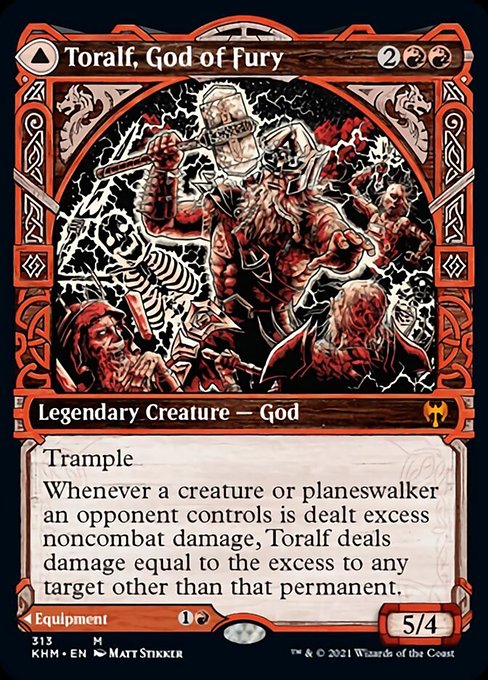 Toralf, God of Fury 2
Legendary Creature — God
Trample
Whenever a creature or planeswalker
an opponent controls is dealt excess
noncombat damage, Toralf deals
damage equal to the excess to any
target other than that permanent.
Equipment 1
5/4
313 M
KHM • EN Matt Stikker
™ & © 2021 Wizards of the Coast